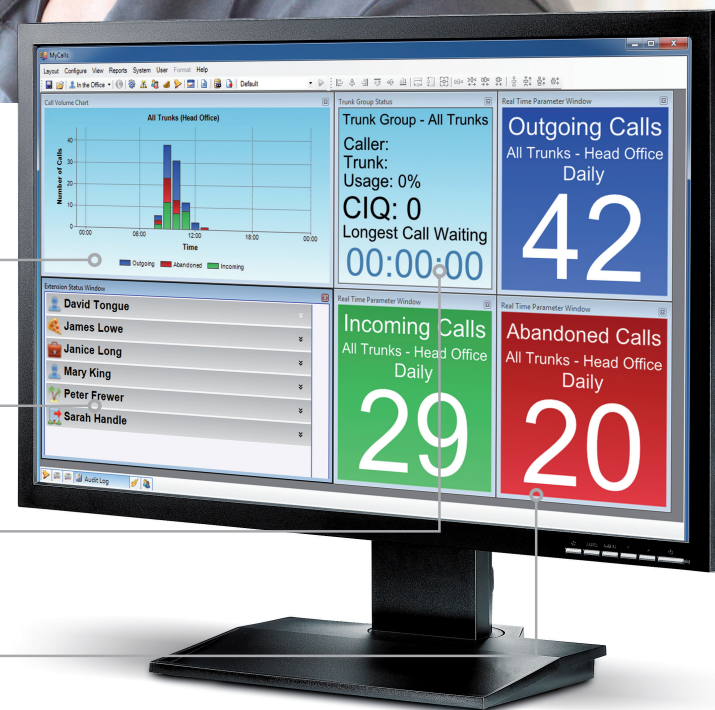 MyCalls
Layout Configure View Reports System User Format Help
In the Office
Default
Call Volume Chart
All Trunks (Head Office)
Number of Calls
40
30
20
10
0
00:00 06:00 12:00 18:00 00:00
Time
Outgoing Abandoned Incoming
Trunk Group Status
Trunk Group - All Trunks
Caller:
Trunk:
Usage: 0%
CIQ: 0
Longest Call Waiting
00:00:00
Real Time Parameter Window
Outgoing Calls
All Trunks - Head Office
Daily
42
Extension Status Window
David Tongue
James Lowe
Janice Long
Mary King
Peter Frewer
Sarah Handle
Real Time Parameter Window
Incoming Calls
All Trunks - Head Office
Daily
29
Real Time Parameter Window
Abandoned Calls
All Trunks - Head Office
Daily
20
Audit Log